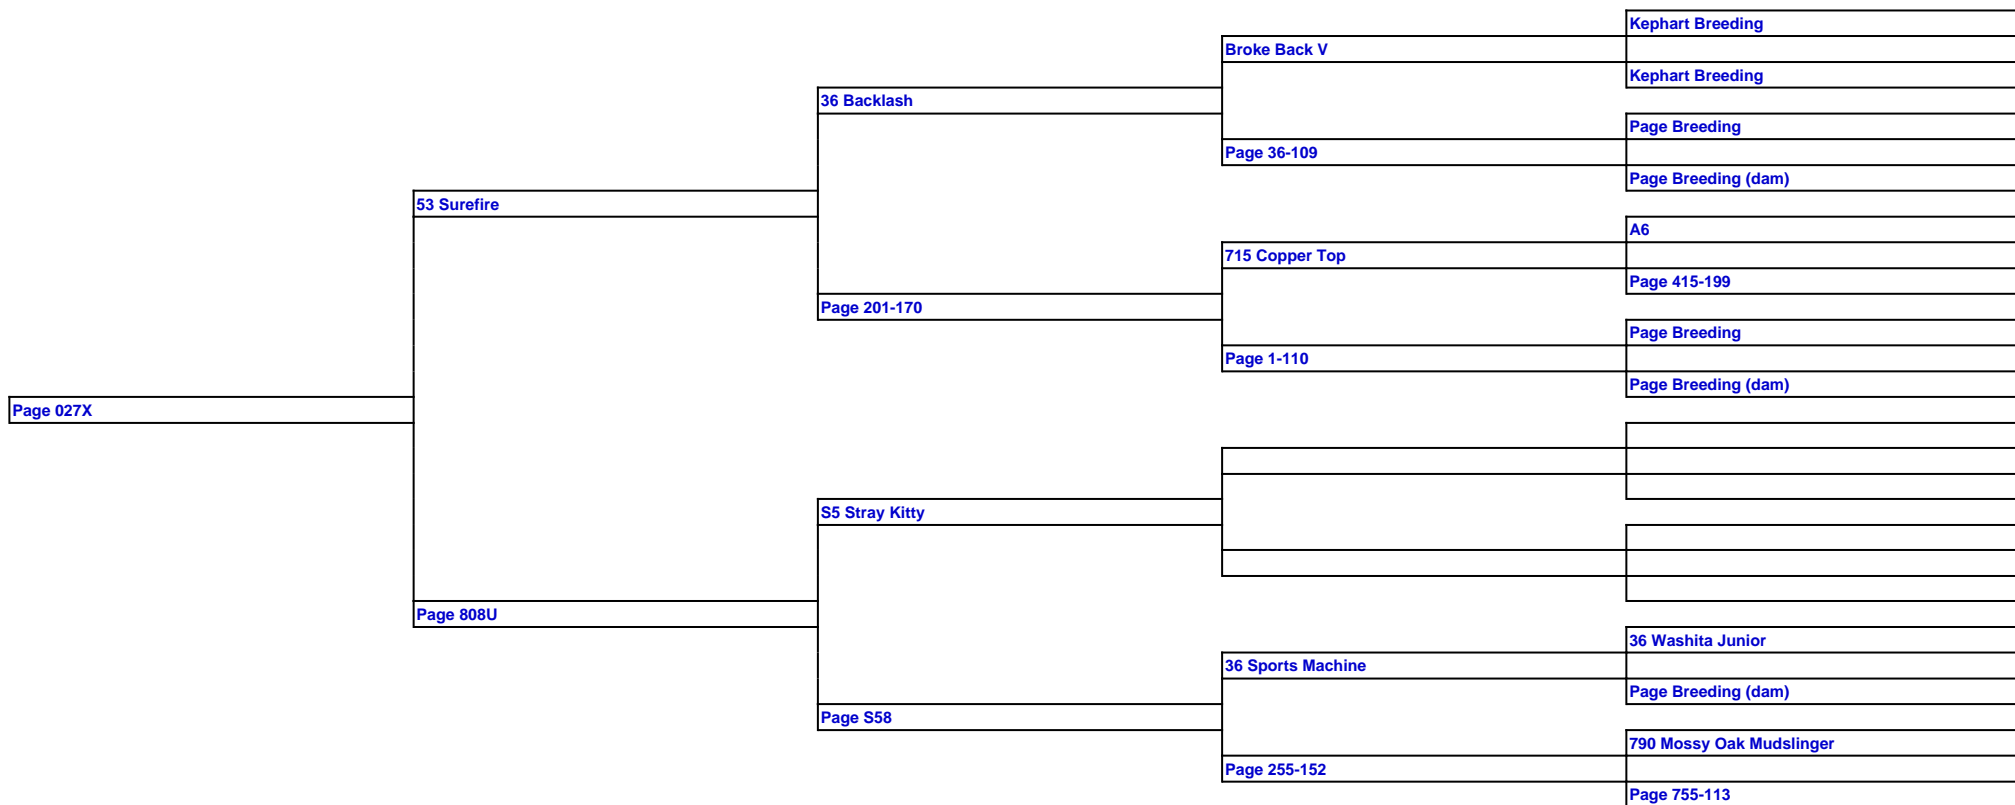 Kephart Breeding
Broke Back V
Kephart Breeding
36 Backlash
Page Breeding
Page 36-109
Page Breeding (dam)
53 Surefire
A6
715 Copper Top
Page 415-199
Page 201-170
Page Breeding
Page 1-110
Page Breeding (dam)
Page 027X
S5 Stray Kitty
Page 808U
36 Washita Junior
36 Sports Machine
Page Breeding (dam)
Page S58
790 Mossy Oak Mudslinger
Page 255-152
Page 755-113